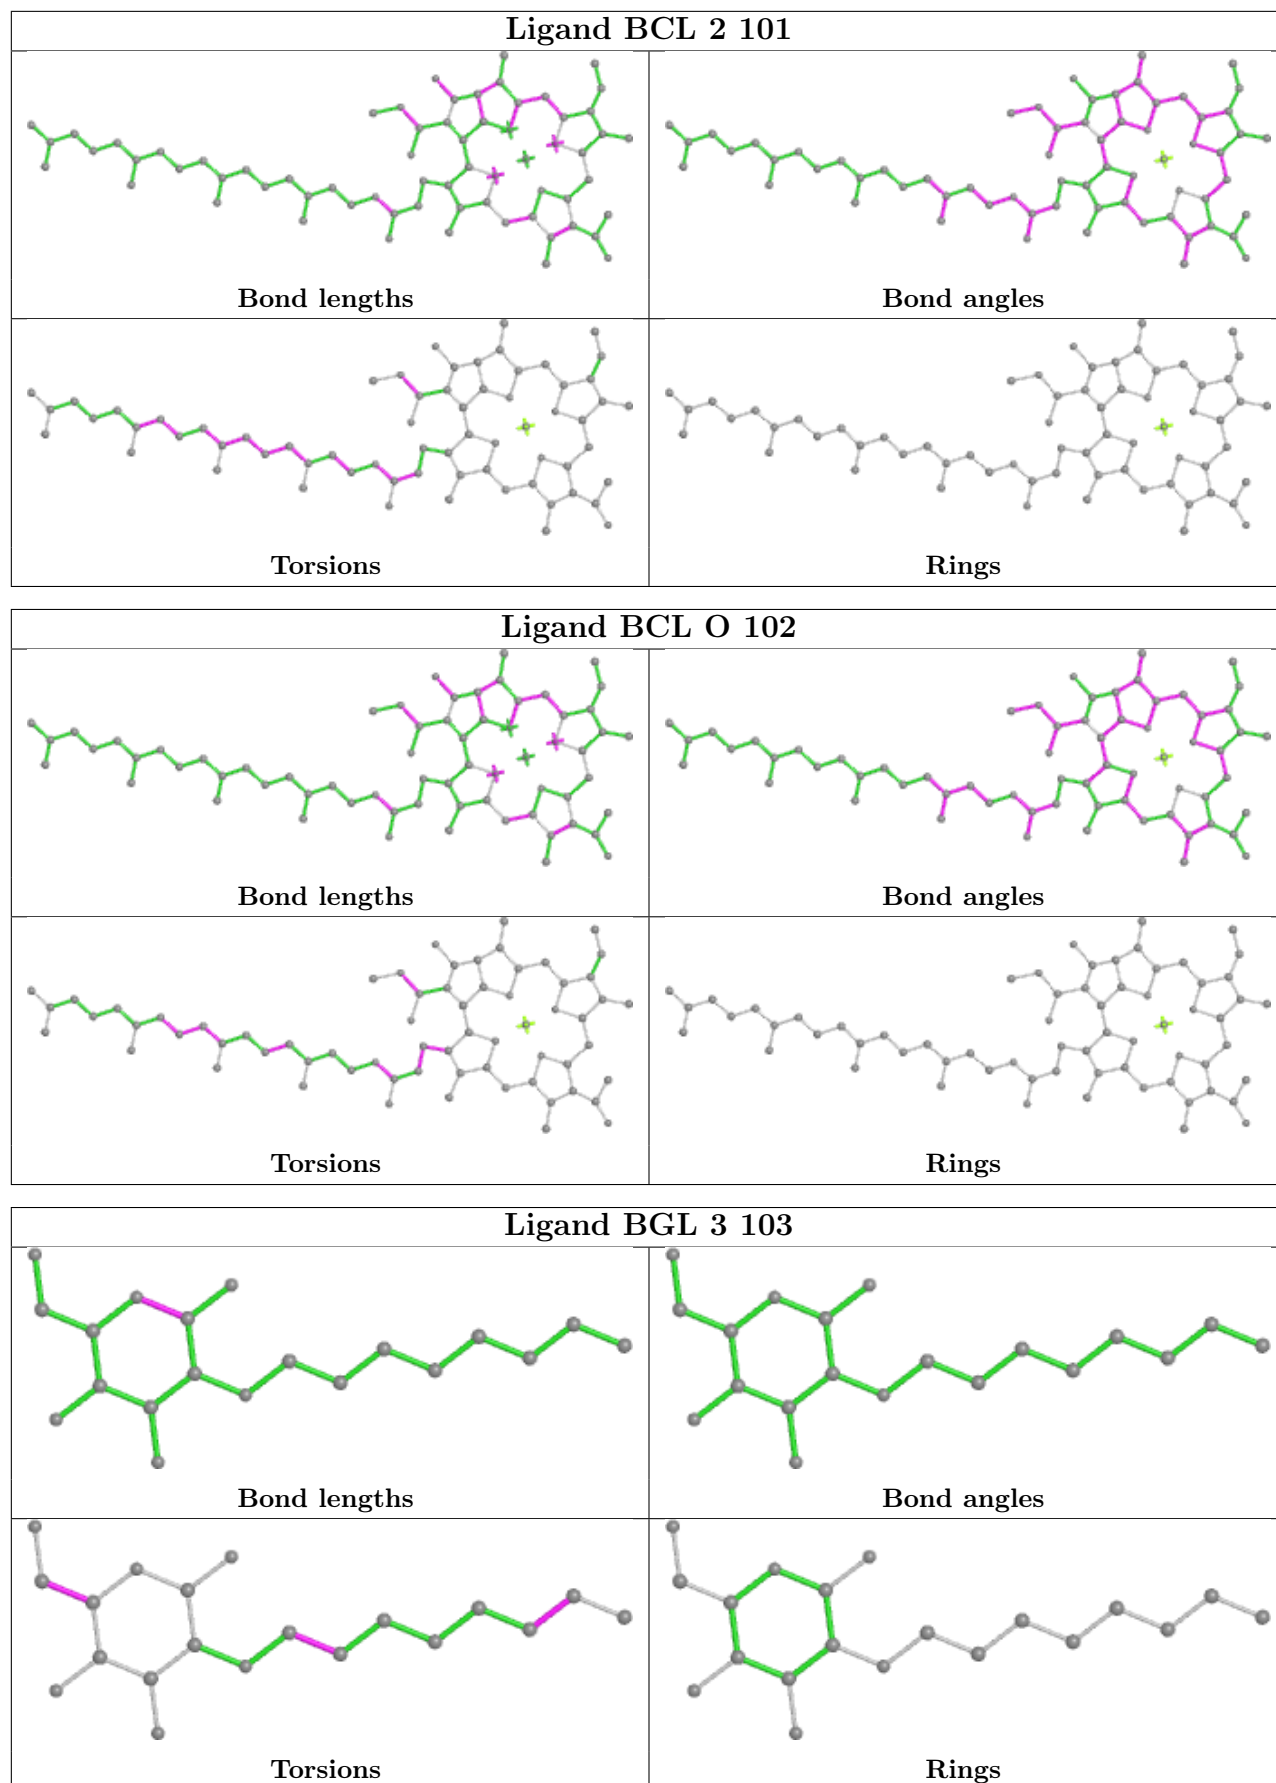 Ligand BCL 2 101
Bond lengths
Bond angles
Torsions
Rings
Ligand BCL O 102
Bond lengths
Bond angles
Torsions
Rings
Ligand BGL 3 103
Bond lengths
Bond angles
Torsions
Rings